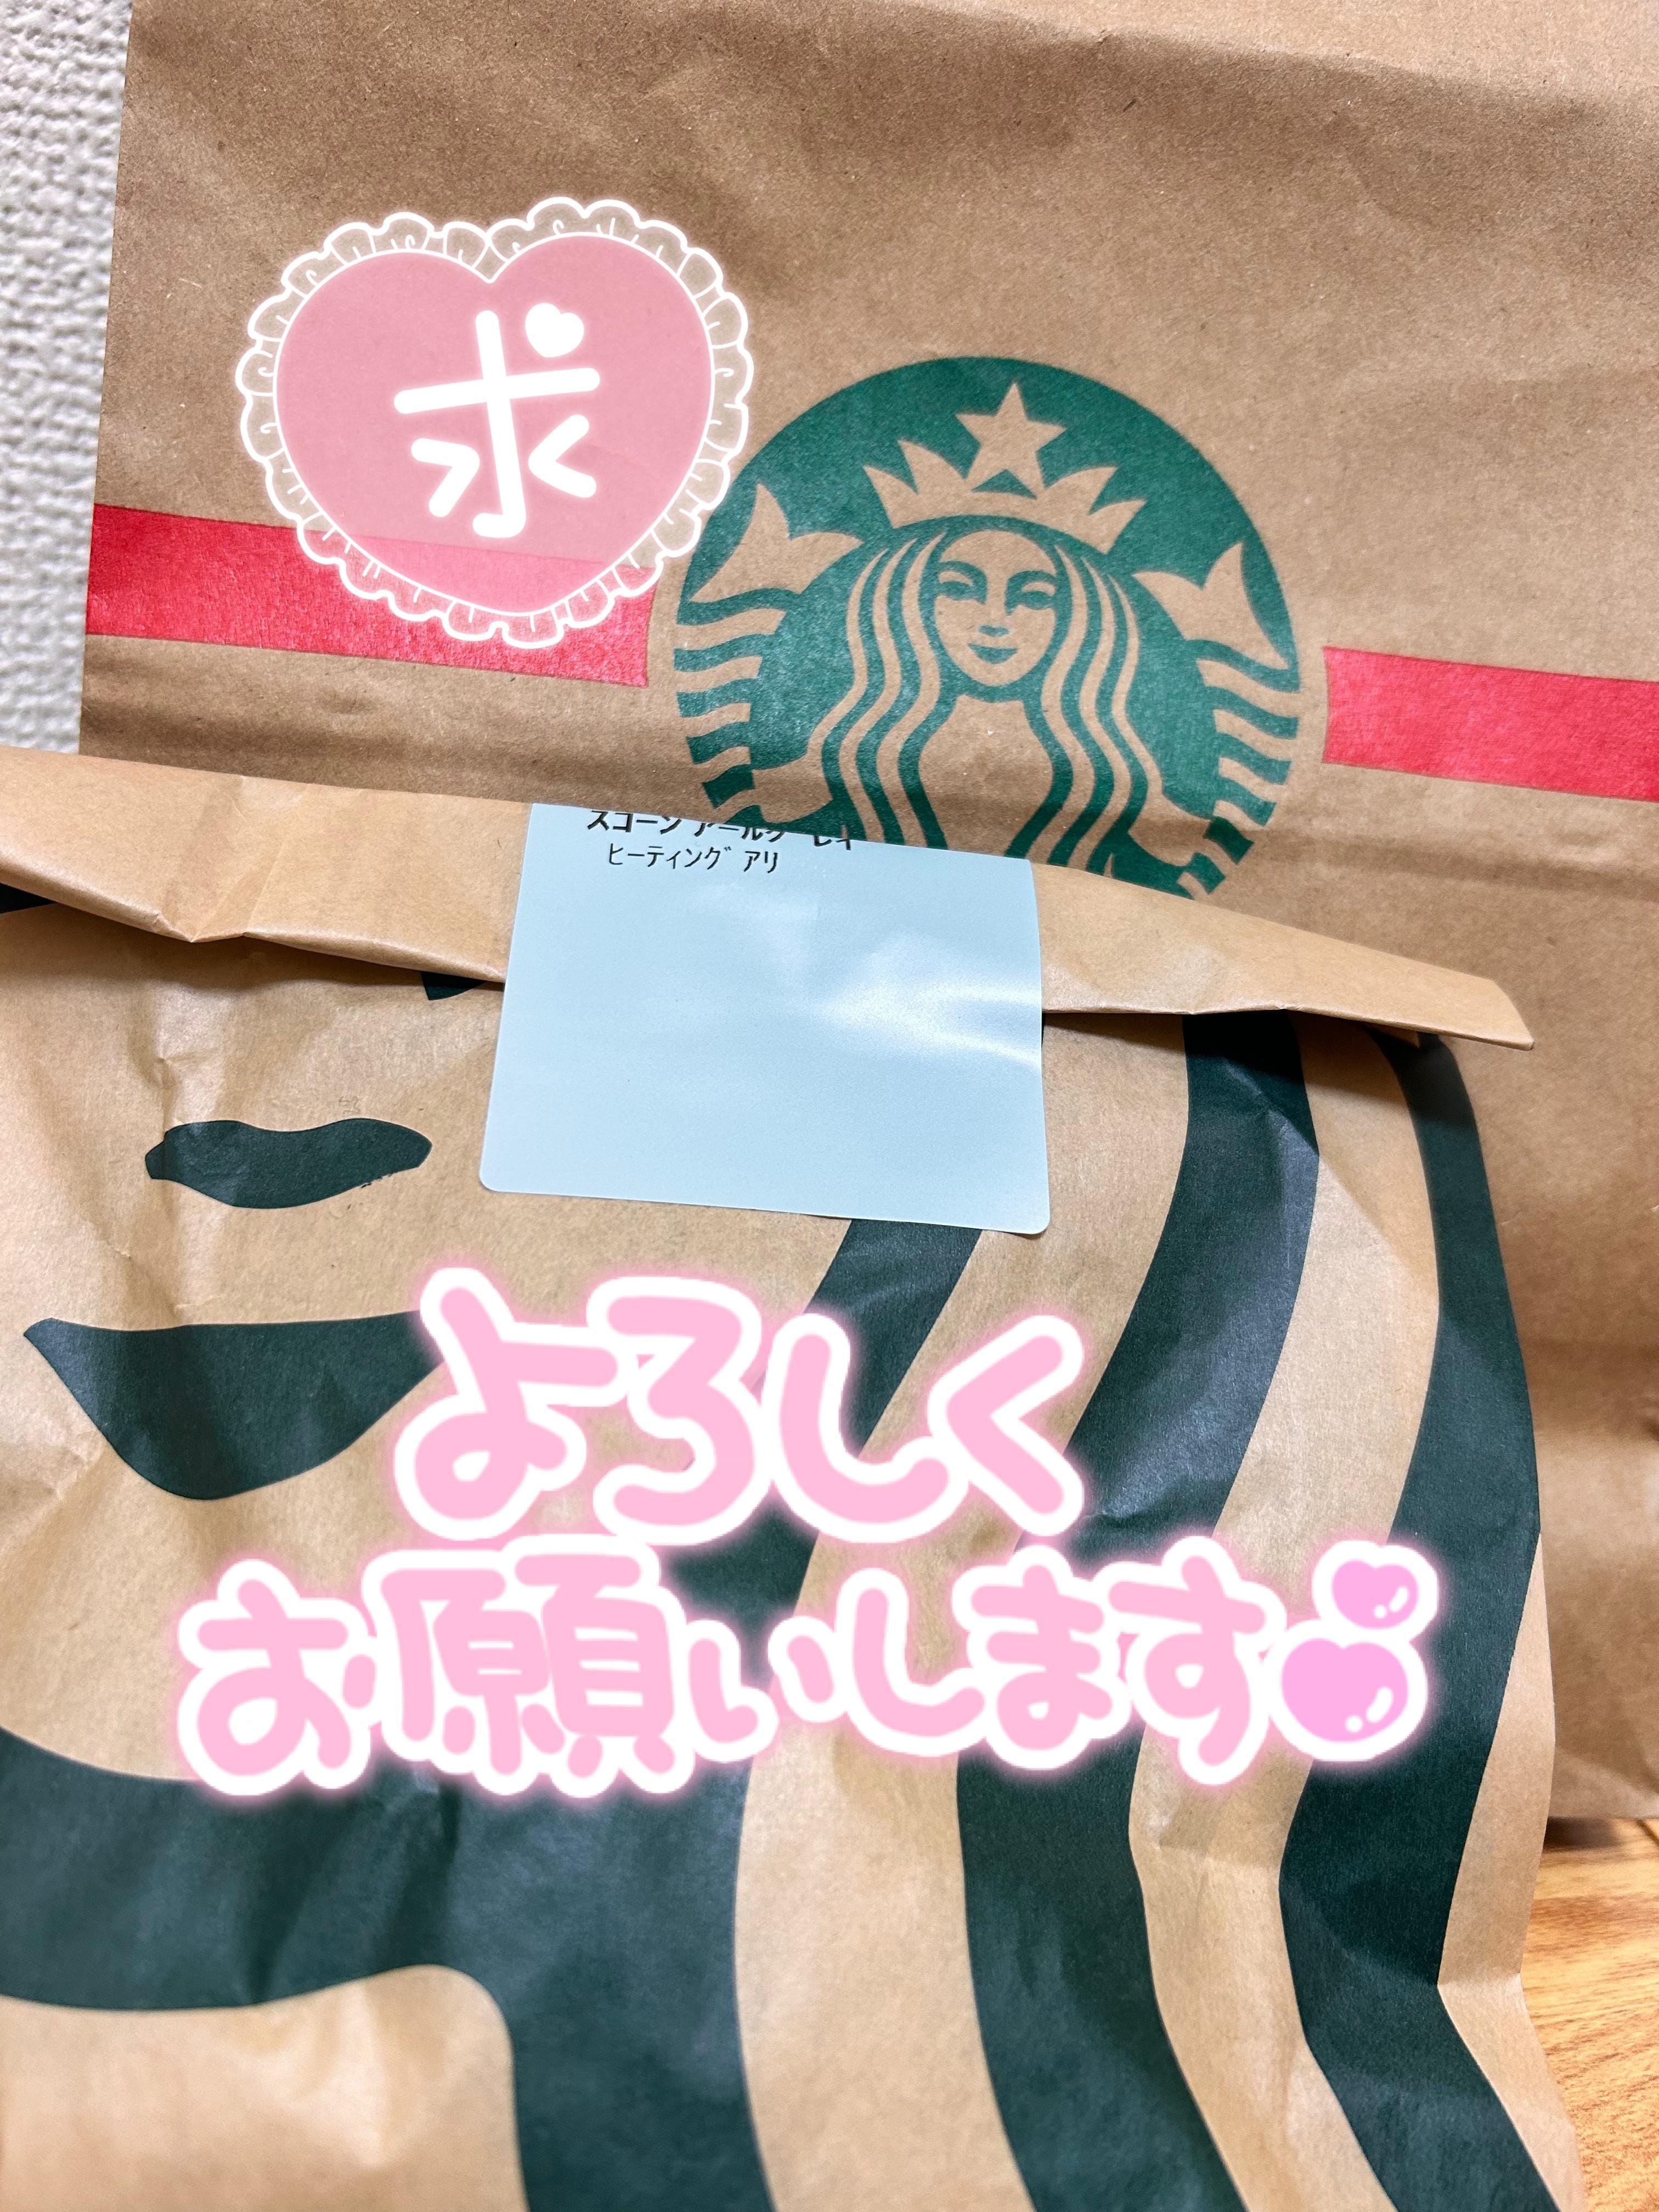 求
スコーン アールグレイ
ヒーティング アリ
よろしく
お願いします